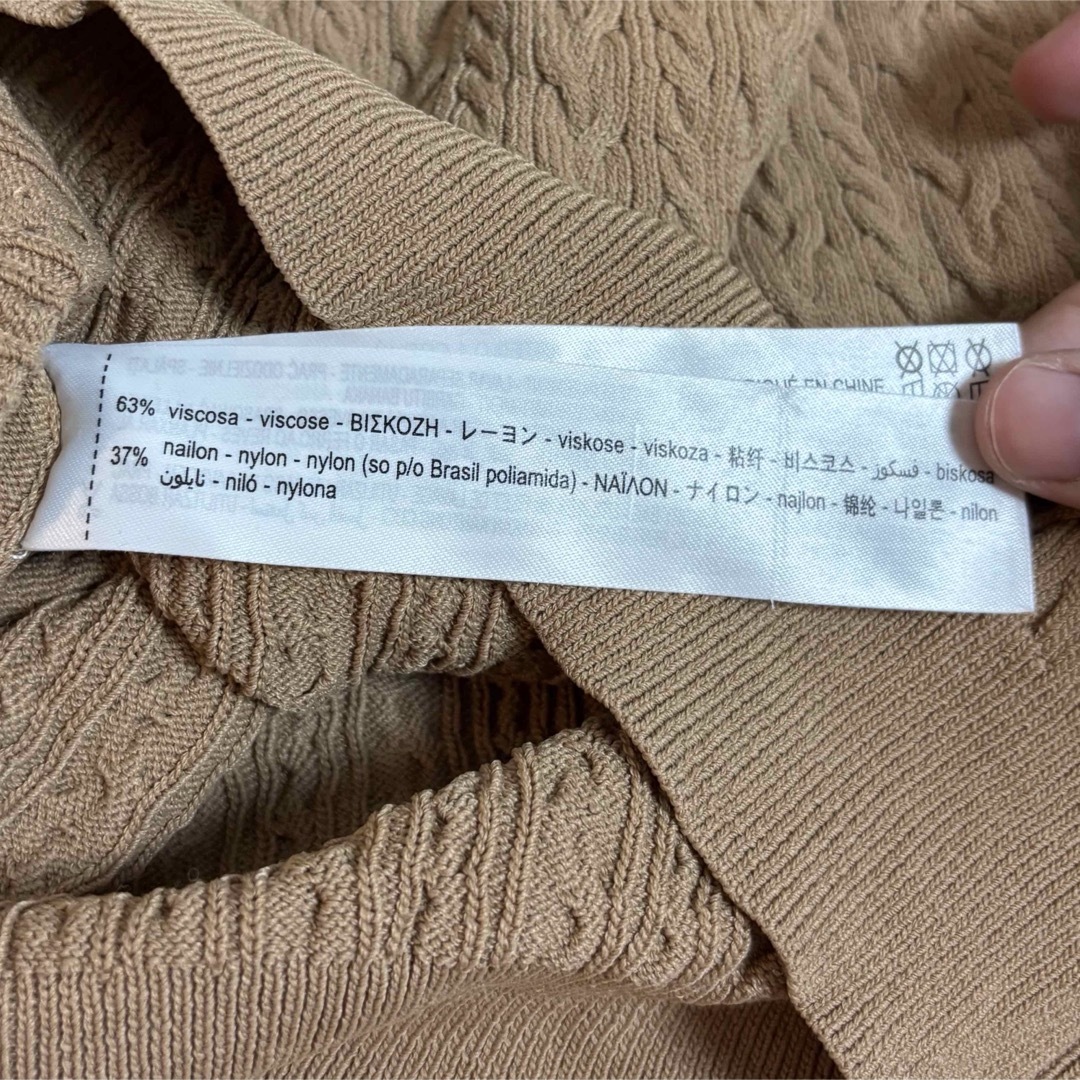 63% viscosa - viscose - ΒΙΣΚΟΖΗ - レーヨン - viskose - viskoza - 粘纤 - 비스코스 - فسكوز - biskosa
37% nailon - nylon - nylon (so p/o Brasil poliamida) - ΝΑΪΛΟΝ - ナイロン - najlon - 锦纶 - 나일론 - nilon
نايلون - niló - nylona
EN CHINE